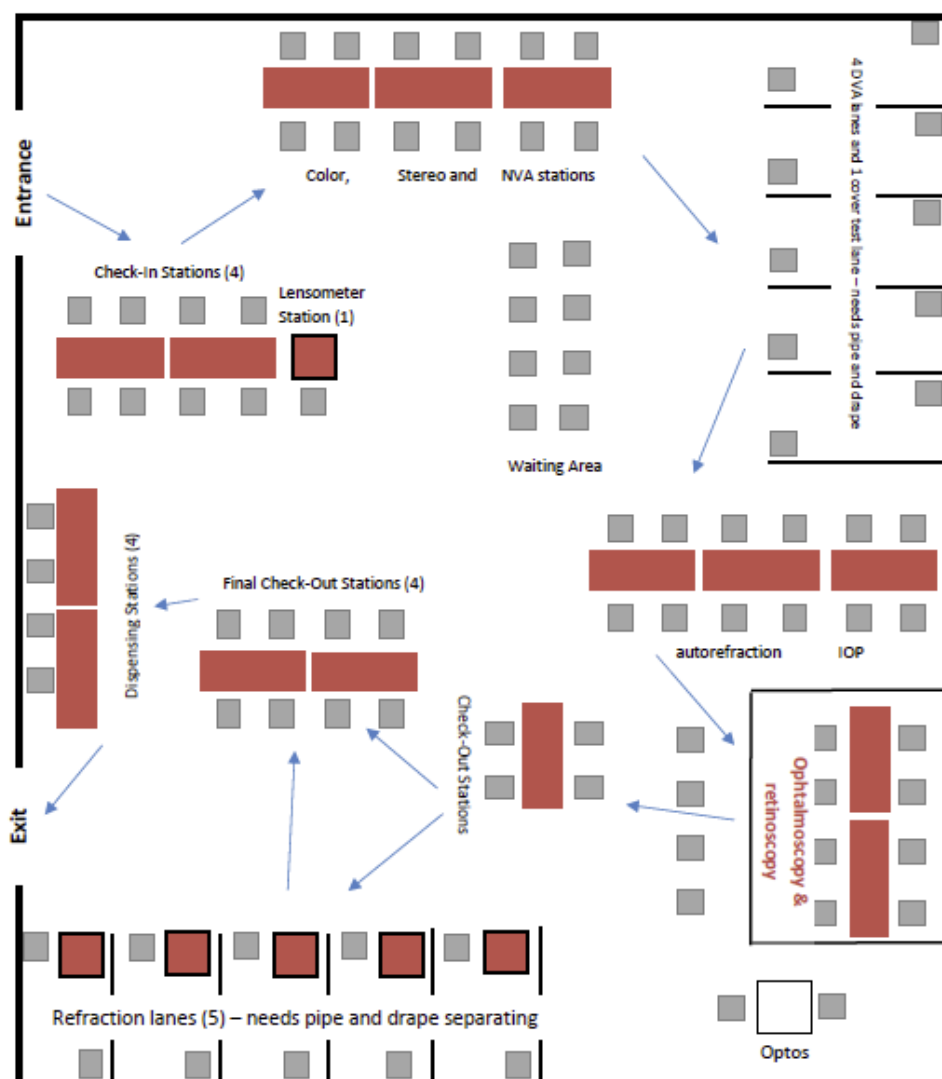 Entrance
Color,
Stereo and
NVA stations
4 DVA lanes and 1 cover test lane – needs pipe and drape
Check-In Stations (4)
Lensometer
Station (1)
Waiting Area
Dispensing Stations (4)
Final Check-Out Stations (4)
autorefraction
IOP
Check-Out Stations
Ophtalmoscopy &
retinoscopy
Exit
Refraction lanes (5) – needs pipe and drape separating
Optos